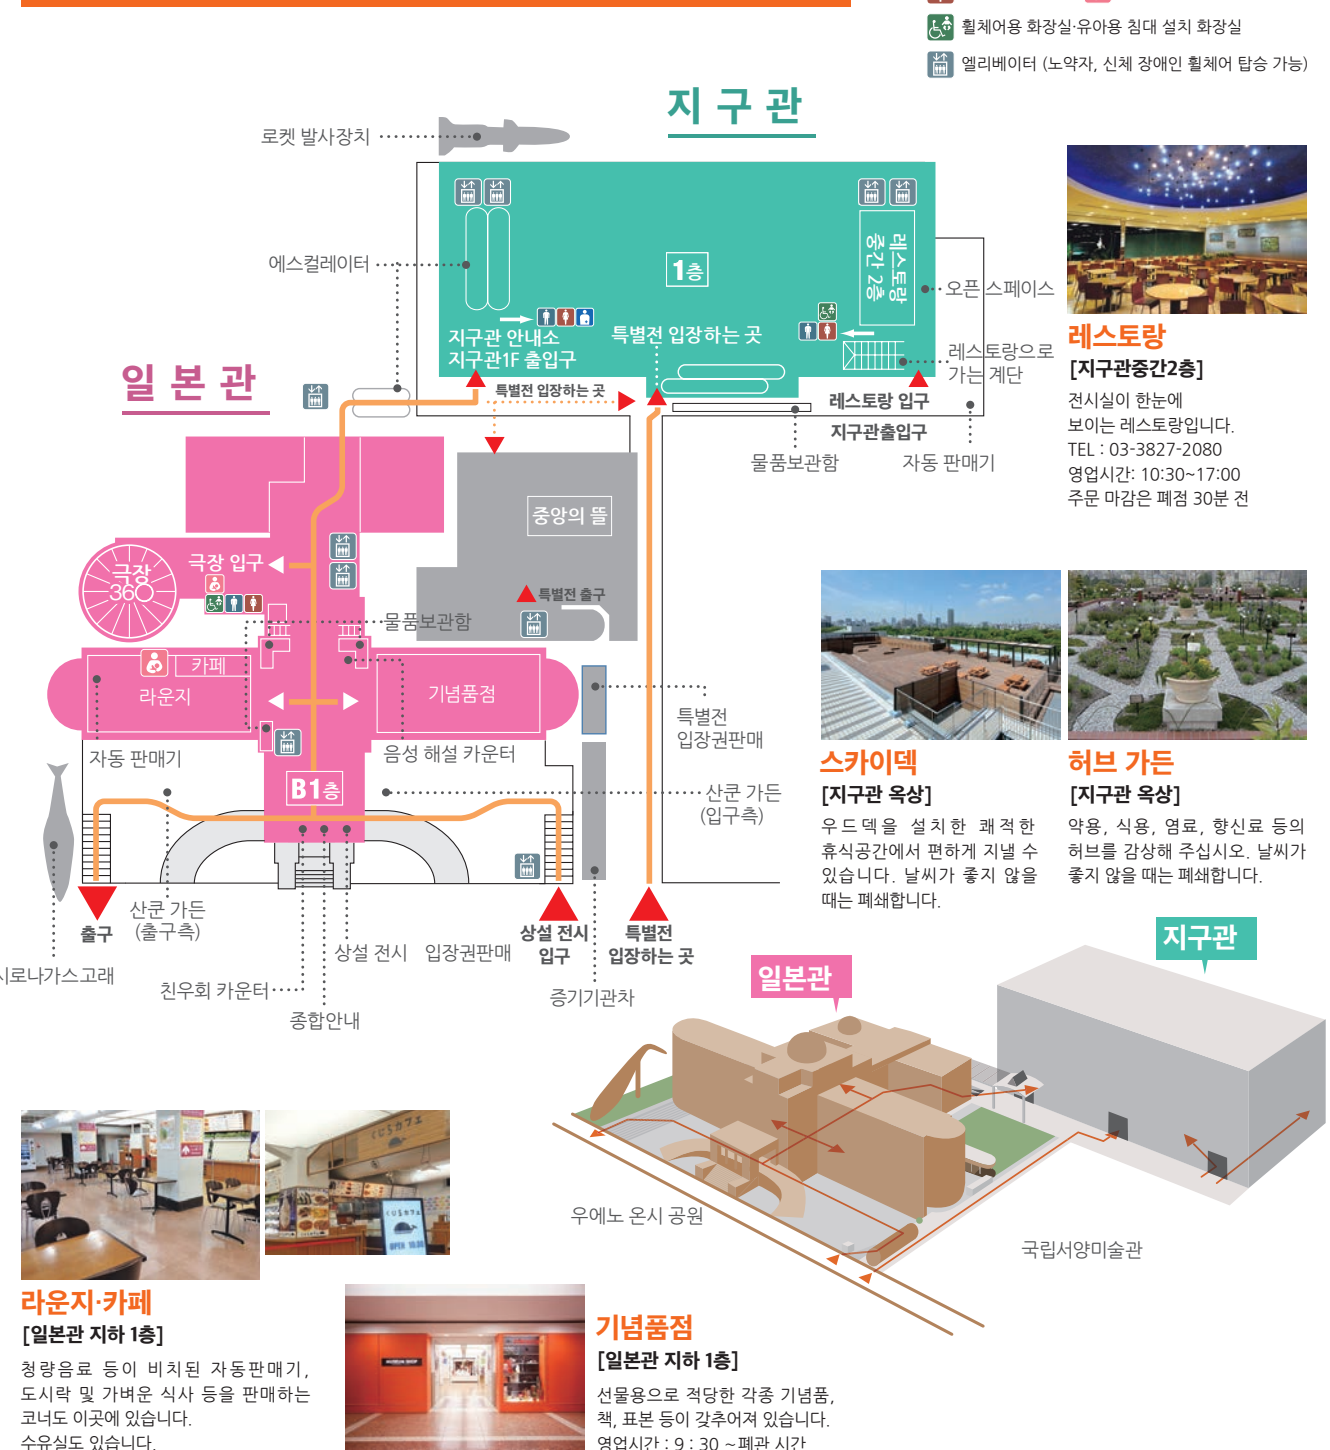 휠체어용 화장실·유아용 침대 설치 화장실
엘리베이터 (노약자, 신체 장애인 휠체어 탑승 가능)
지구관
로켓 발사장치
에스컬레이터
1층
레스토랑
중간 2층
오픈 스페이스
지구관 안내소
지구관1F 출입구
특별전 입장하는 곳
레스토랑으로
가는 계단
일본관
특별전 입장하는 곳
레스토랑 입구
지구관출입구
물품보관함
자동 판매기
레스토랑
[지구관중간2층]
전시실이 한눈에
보이는 레스토랑입니다.
TEL : 03-3827-2080
영업시간: 10:30~17:00
주문 마감은 폐점 30분 전
중앙의 뜰
극장 입구
극장
360
특별전 출구
물품보관함
카페
라운지
기념품점
특별전
입장권판매
자동 판매기
음성 해설 카운터
B1층
산쿤 가든
(입구측)
스카이덱
[지구관 옥상]
우드덱을 설치한 쾌적한
휴식공간에서 편하게 지낼 수
있습니다. 날씨가 좋지 않을
때는 폐쇄합니다.
허브 가든
[지구관 옥상]
약용, 식용, 염료, 향신료 등의
허브를 감상해 주십시오. 날씨가
좋지 않을 때는 폐쇄합니다.
출구
산쿤 가든
(출구측)
상설 전시 입장권판매
상설 전시
입구
특별전
입장하는 곳
시로나가스고래
친우회 카운터
종합안내
증기기관차
일본관
지구관
우에노 온시 공원
국립서양미술관
くじらカフェ
くじらカフェ
OPEN 10:30
라운지·카페
[일본관 지하 1층]
청량음료 등이 비치된 자동판매기,
도시락 및 가벼운 식사 등을 판매하는
코너도 이곳에 있습니다.
수유실도 있습니다.
MUSEUM SHOP
기념품점
[일본관 지하 1층]
선물용으로 적당한 각종 기념품,
책, 표본 등이 갖추어져 있습니다.
영업시간 : 9 : 30 ~ 폐관 시간